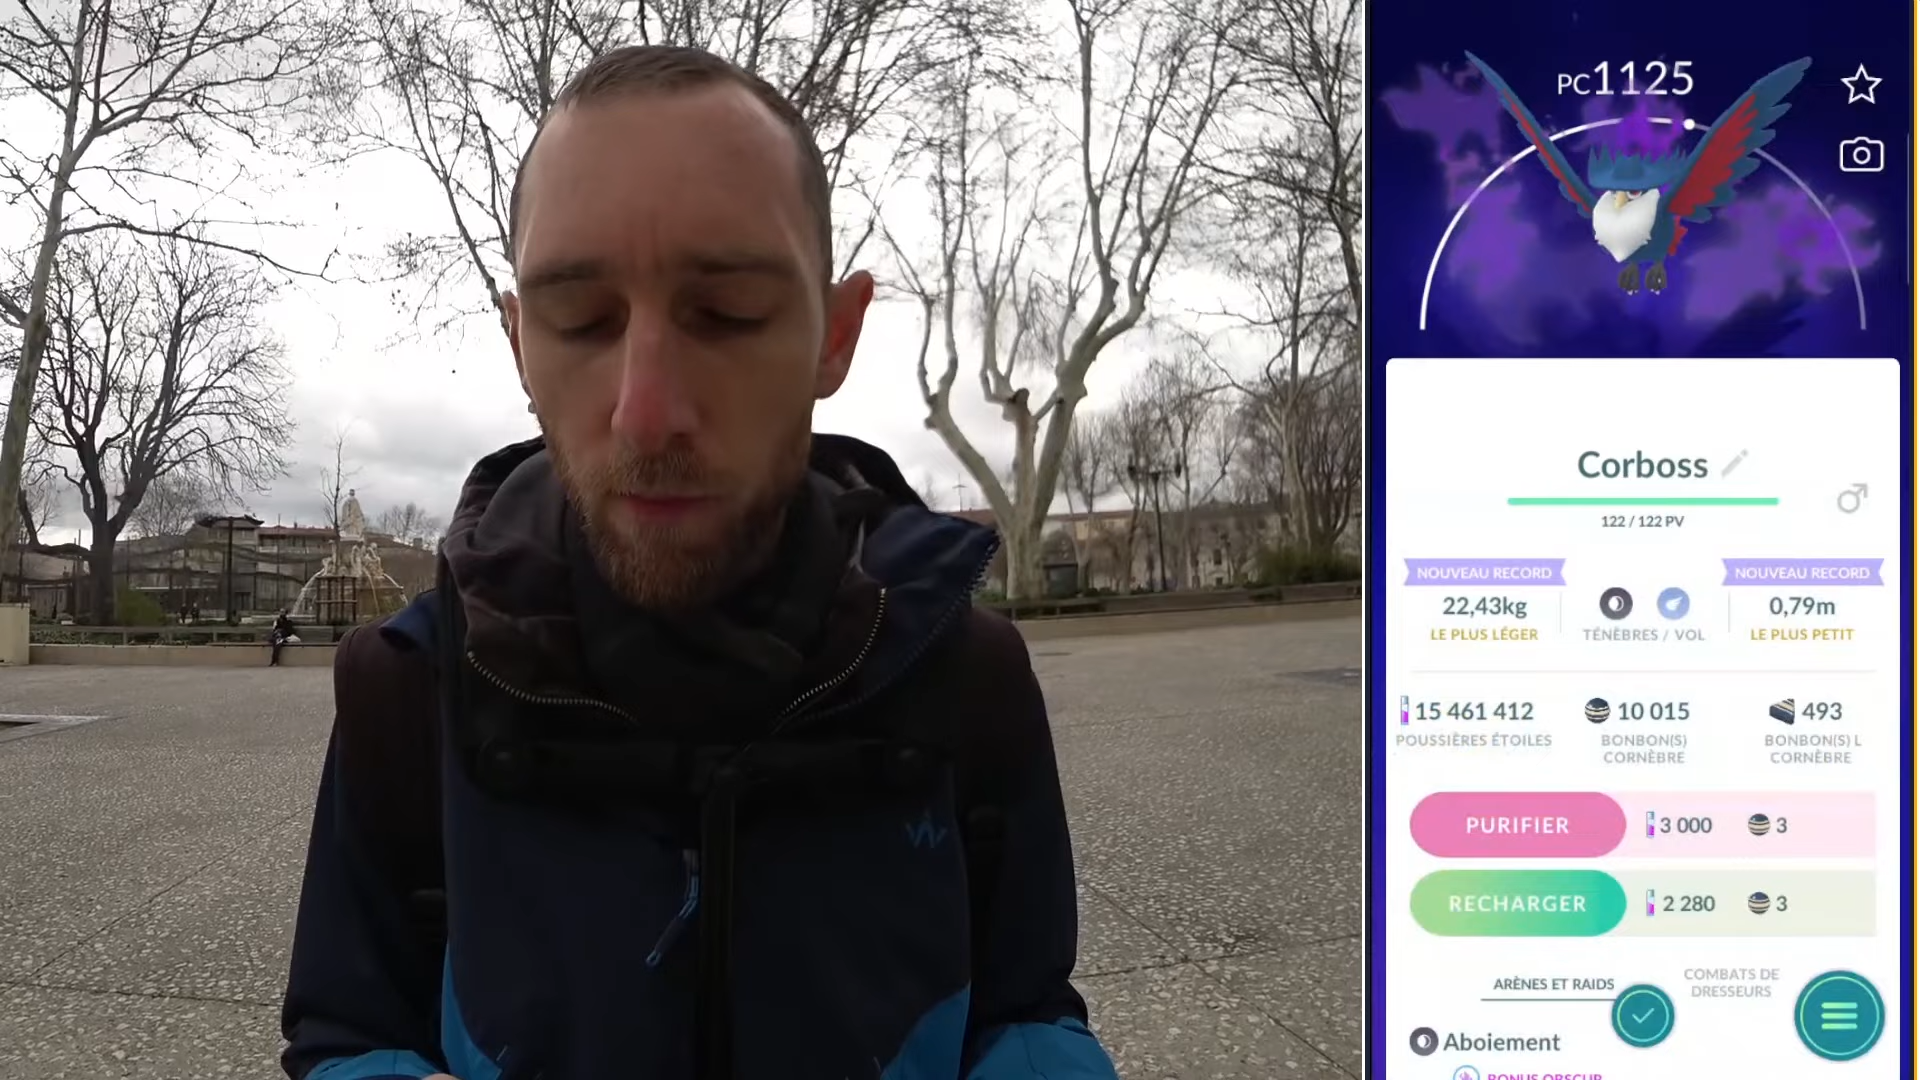 PC1125
Corboss
122 / 122 PV
NOUVEAU RECORD
NOUVEAU RECORD
22,43kg
0,79m
LE PLUS LÉGER
TÉNÈBRES / VOL
LE PLUS PETIT
15 461 412
10 015
493
POUSSIÈRES ÉTOILES
BONBON(S)
CORNÈBRE
BONBON(S) L
CORNÈBRE
PURIFIER
3 000
3
RECHARGER
2 280
3
ARÈNES ET RAIDS
COMBATS DE
DRESSEURS
Aboiement
BONUS OBSCUR